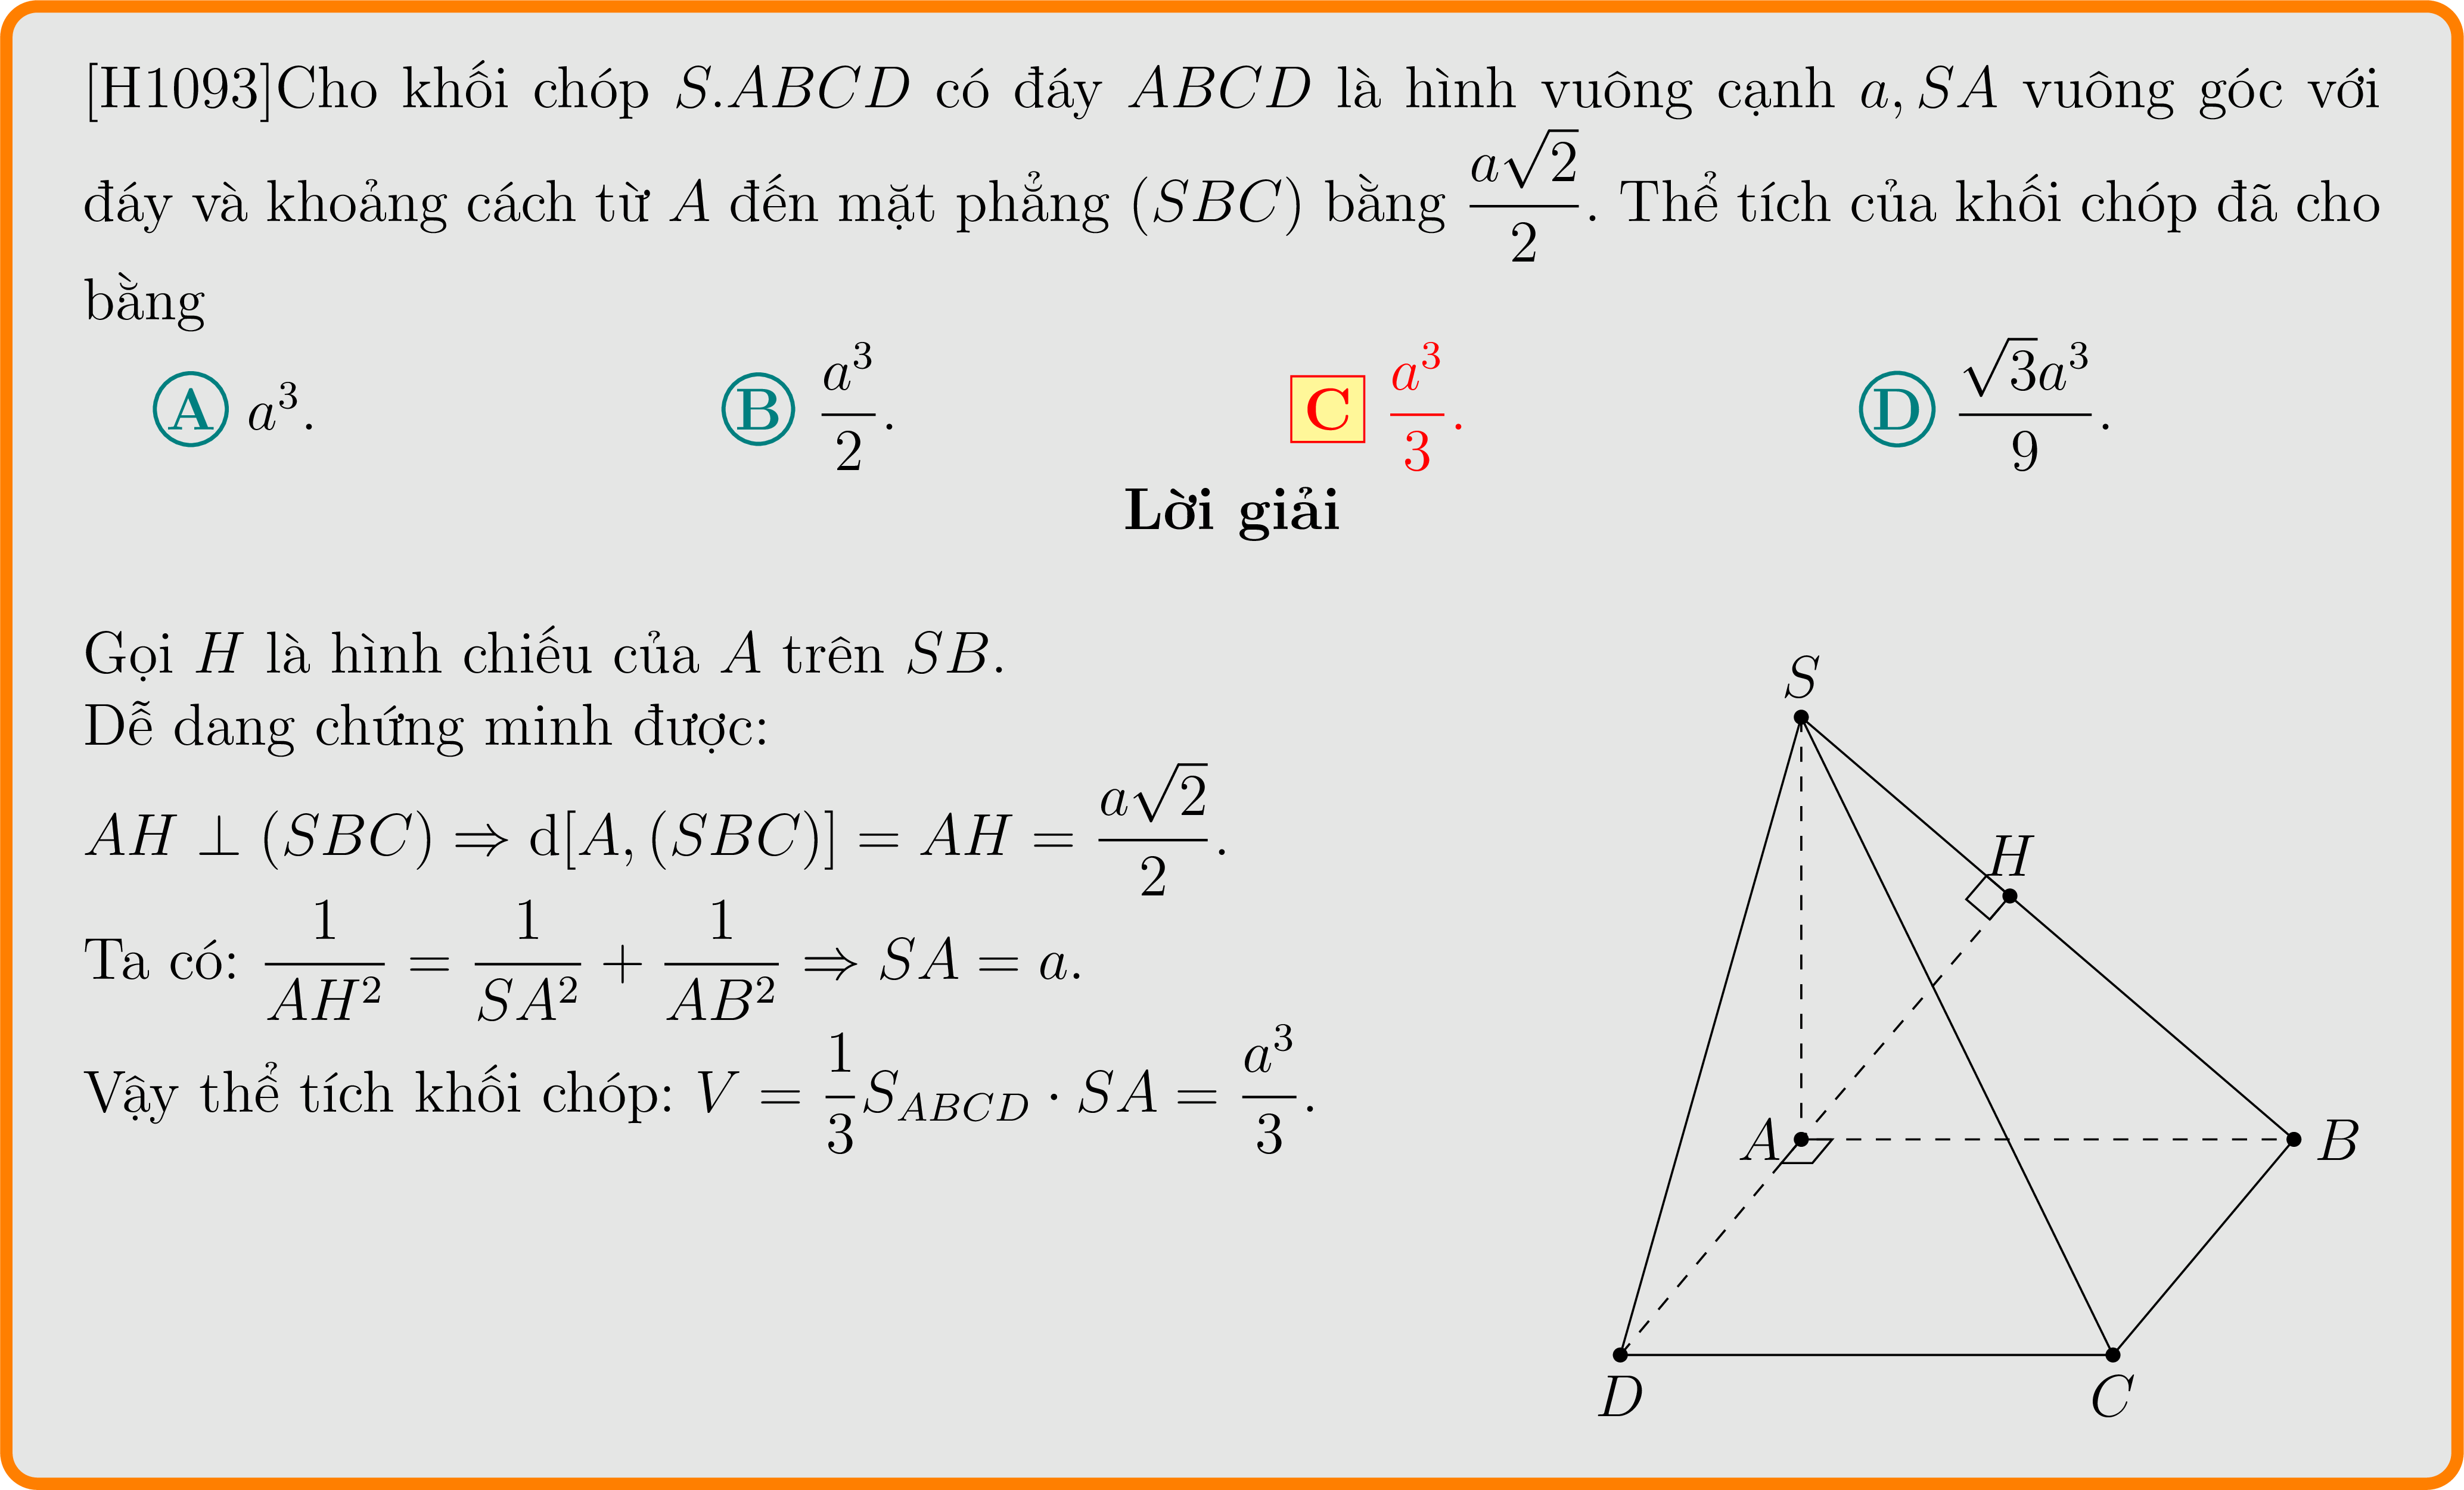 [H1093]Cho khối chóp S.ABCD có đáy ABCD là hình vuông cạnh a, SA vuông góc với
đáy và khoảng cách từ A đến mặt phẳng (SBC) bằng \frac{a\sqrt{2}}{2}. Thể tích của khối chóp đã cho
bằng
A a^3. B \frac{a^3}{2}. C \frac{a^3}{3}. D \frac{\sqrt{3}a^3}{9}.
Lời giải
Gọi H là hình chiếu của A trên SB.
Dễ dang chứng minh được:
AH ⊥ (SBC) ⇒ d[A, (SBC)] = AH = \frac{a\sqrt{2}}{2}.
Ta có: \frac{1}{AH^2} = \frac{1}{SA^2} + \frac{1}{AB^2} ⇒ SA = a.
Vậy thể tích khối chóp: V = \frac{1}{3}S_{ABCD} · SA = \frac{a^3}{3}.
S
H
A
B
D
C